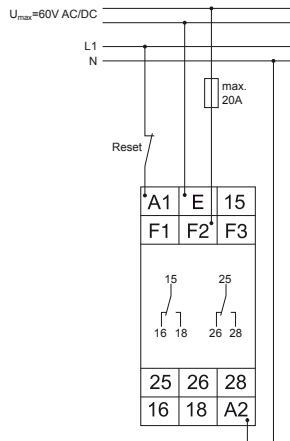 Umax=60V AC/DC
L1
N
max.
20A
Reset
A1 E 15
F1 F2 F3
15 25
16 18 26 28
25 26 28
16 18 A2